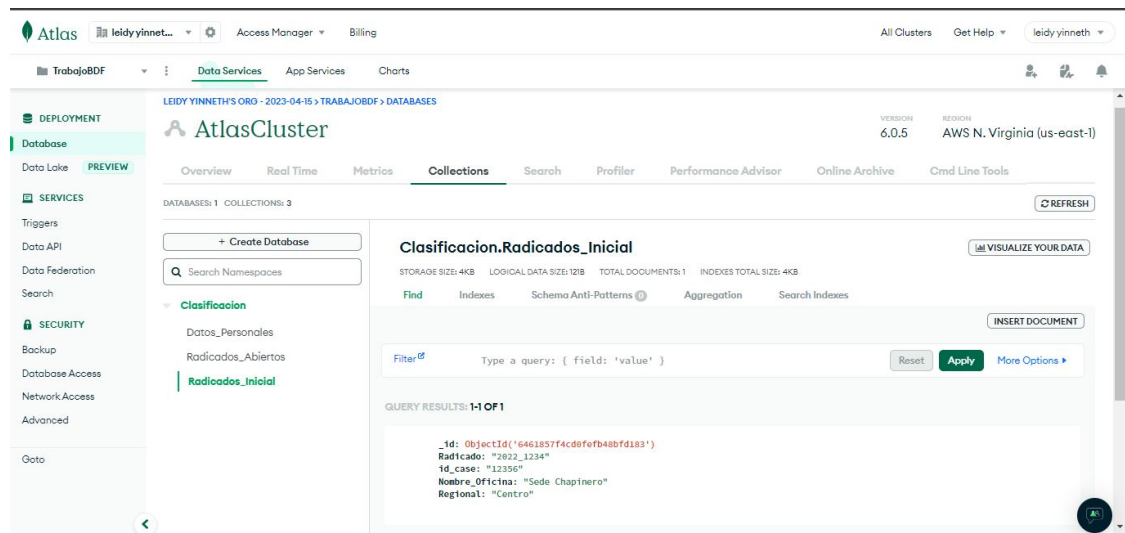 Atlas leidy yinnet... Access Manager Billing All Clusters Get Help leidy yinneth
TrabajoBDF Data Services App Services Charts
DEPLOYMENT
Database
Data Lake PREVIEW
SERVICES
Triggers
Data API
Data Federation
Search
SECURITY
Backup
Database Access
Network Access
Advanced
Goto
LEIDY YINNETH'S ORG - 2023-04-15 > TRABAJOBDF > DATABASES
AtlasCluster
VERSION
6.0.5
REGION
AWS N. Virginia (us-east-1)
Overview Real Time Metrics Collections Search Profiler Performance Advisor Online Archive Cmd Line Tools
DATABASES: 1 COLLECTIONS: 3
REFRESH
+ Create Database
Search Namespaces
Clasificacion
Datos_Personales
Radicados_Abiertos
Radicados_Inicial
Clasificacion.Radicados_Inicial
VISUALIZE YOUR DATA
STORAGE SIZE: 4KB LOGICAL DATA SIZE: 121B TOTAL DOCUMENTS: 1 INDEXES TOTAL SIZE: 4KB
Find Indexes Schema Anti-Patterns 0 Aggregation Search Indexes
INSERT DOCUMENT
Filter Type a query: { field: 'value' } Reset Apply More Options
QUERY RESULTS: 1-1 OF 1
_id: ObjectId('6461857f4cd0fefb48bfd183')
Radicado: "2022_1234"
id_case: "12356"
Nombre_Oficina: "Sede Chapinero"
Regional: "Centro"